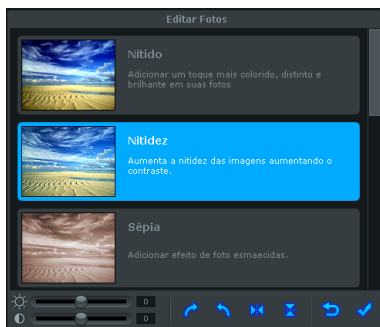 Editar Fotos
Nítido
Adicionar um toque mais colorido, distinto e
brilhante em suas fotos
Nitidez
Aumenta a nitidez das imagens aumentando o
contraste.
Sépia
Adicionar efeito de foto esmaecidas.
0
0